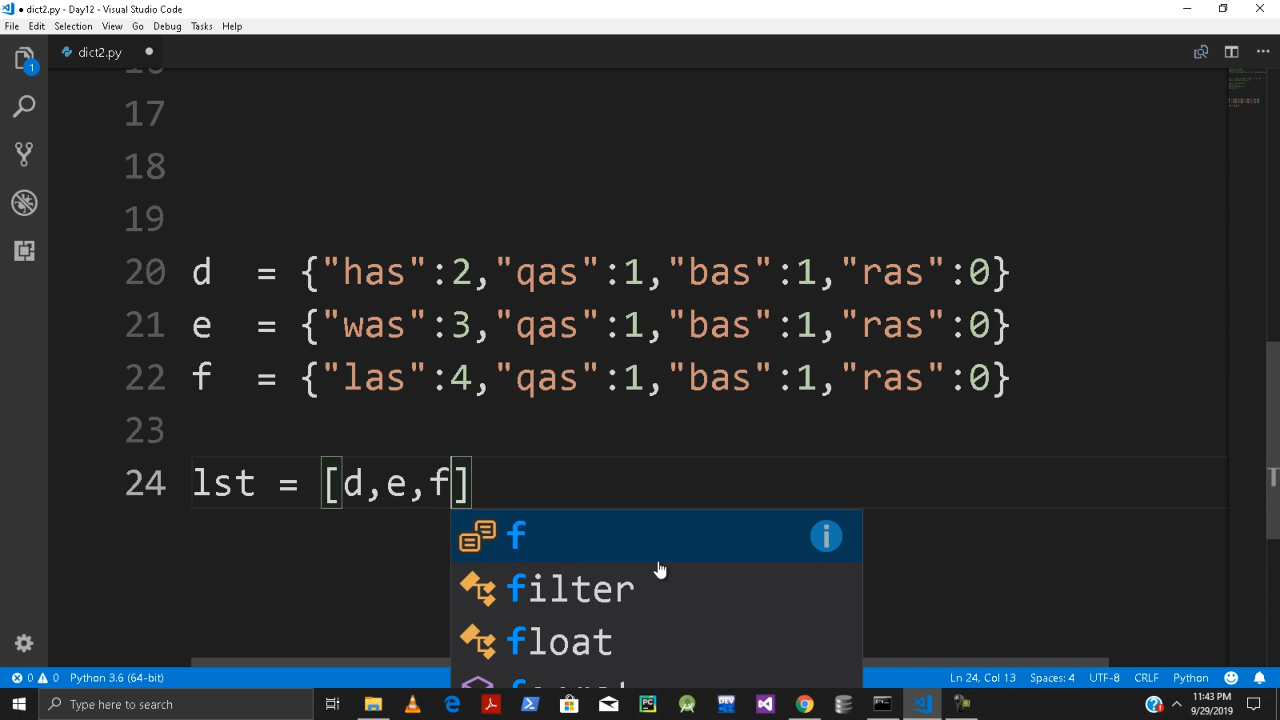 ● dict2.py - Day12 - Visual Studio Code
File Edit Selection View Go Debug Tasks Help
1
dict2.py ●
17
18
19
20 d  = {"has":2,"qas":1,"bas":1,"ras":0}
21 e  = {"was":3,"qas":1,"bas":1,"ras":0}
22 f  = {"las":4,"qas":1,"bas":1,"ras":0}
23
24 lst = [d,e,f]
f
filter
float
0 0 Python 3.6 (64-bit) Ln 24, Col 13 Spaces: 4 UTF-8 CRLF Python
Type here to search
11:43 PM
9/29/2019